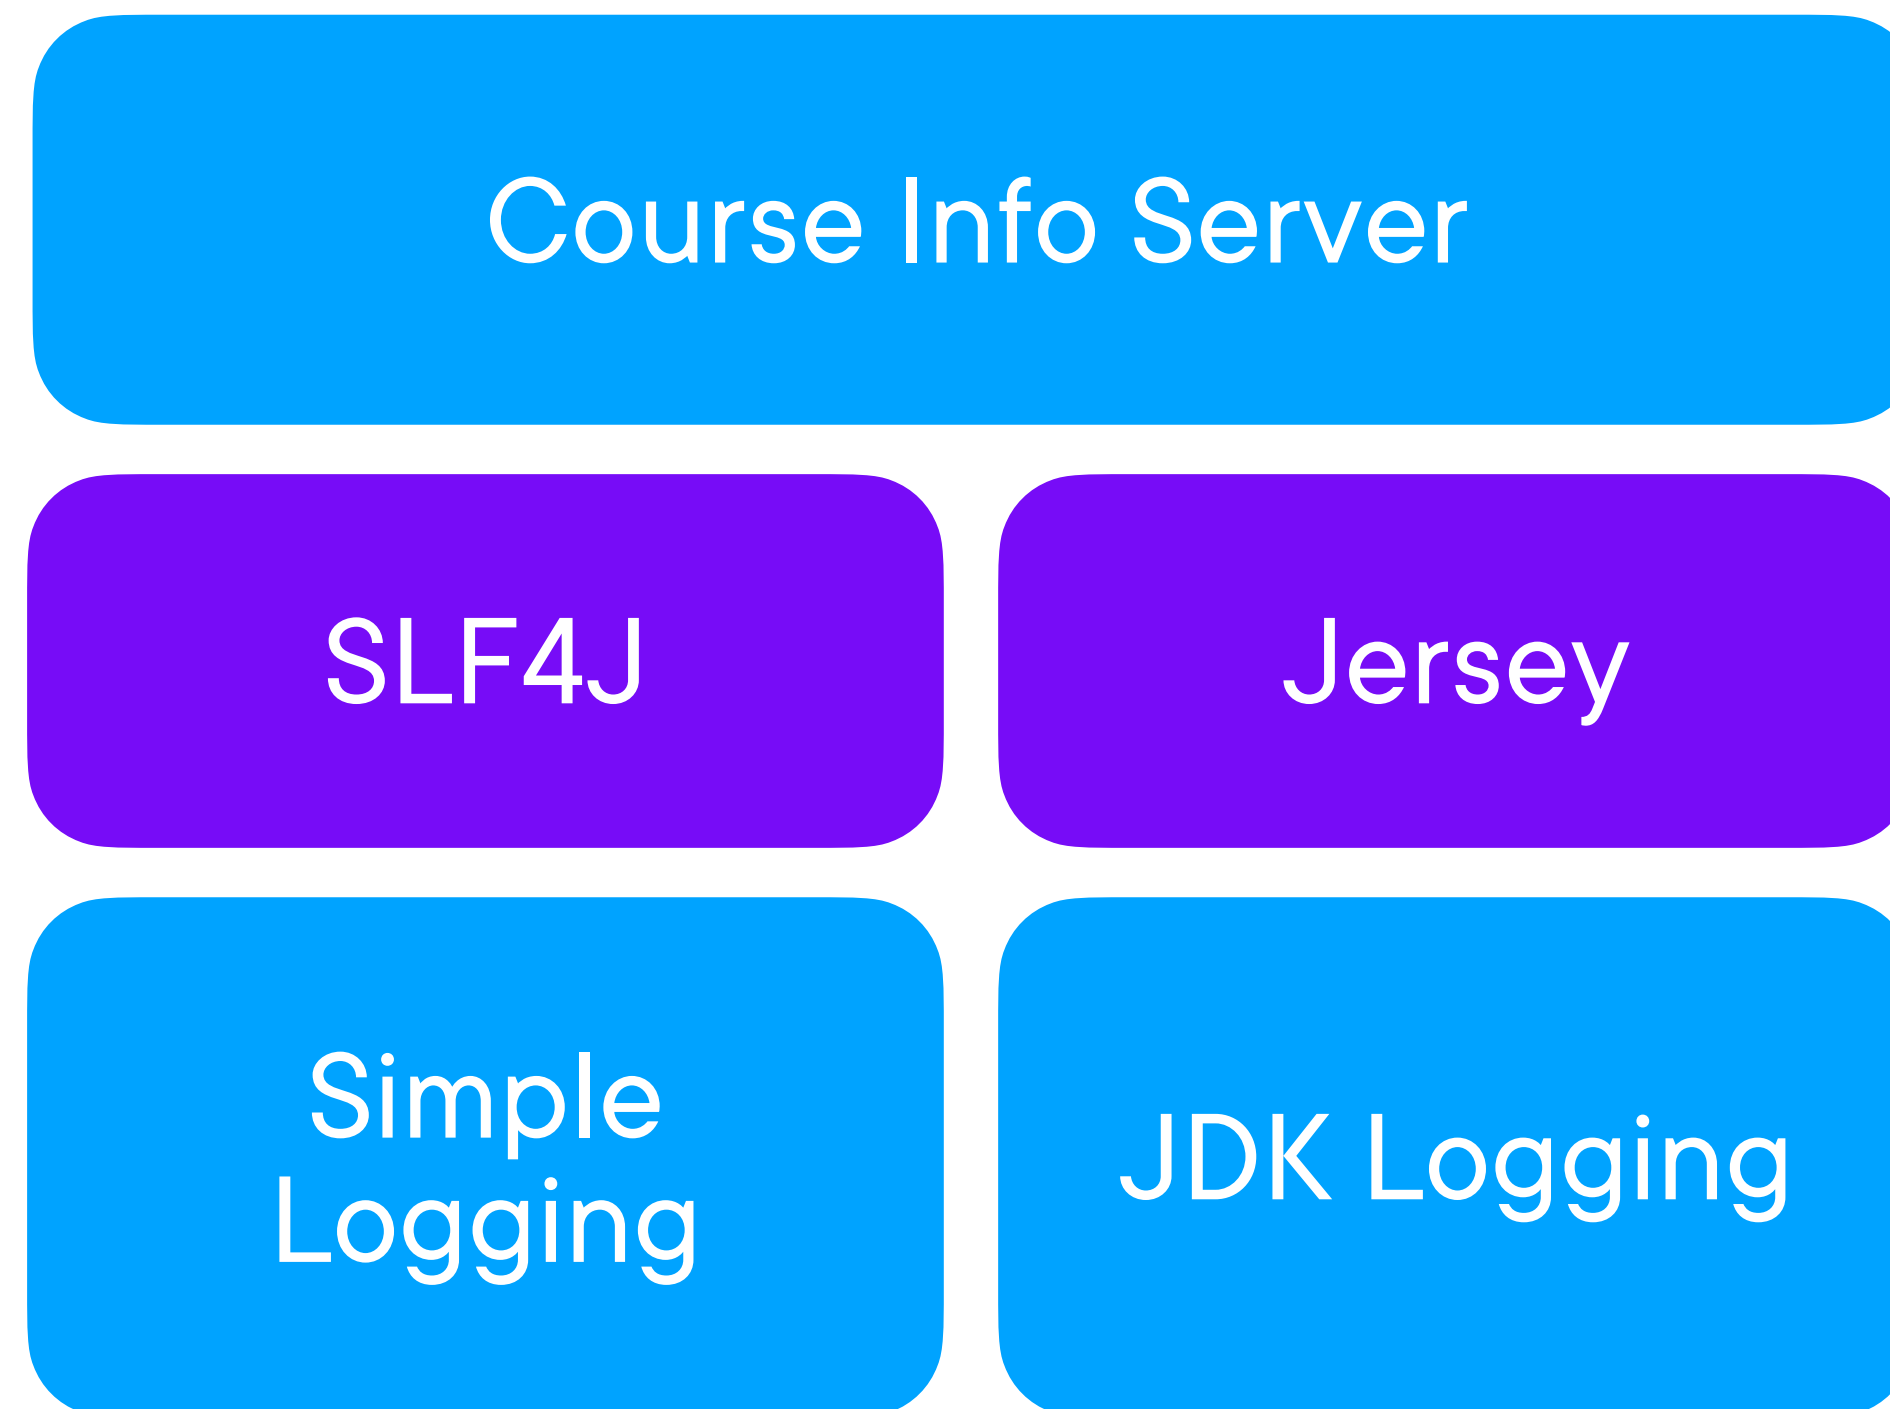 Course Info Server
SLF4J
Jersey
Simple
Logging
JDK Logging